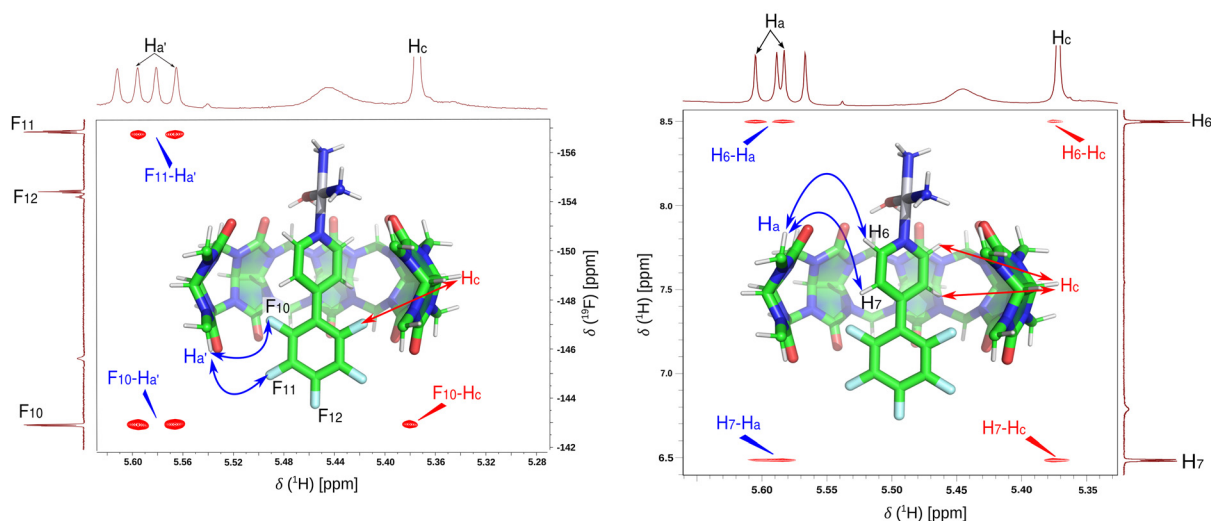 Ha'
Hc
F11
F12
F10
F11-Ha'
Hc
F10
Ha'
F11
F12
F10-Ha'
F10-Hc
-156
-154
-152
-150
-148
-146
-144
-142
δ (19F) [ppm]
5.60
5.56
5.52
5.48
5.44
5.40
5.36
5.32
5.28
δ (1H) [ppm]
Ha
Hc
8.5
8.0
7.5
7.0
6.5
δ (1H) [ppm]
H6-Ha
H6-Hc
Ha
H6
H7
Hc
H7-Ha
H7-Hc
H6
H7
5.60
5.55
5.50
5.45
5.40
5.35
δ (1H) [ppm]